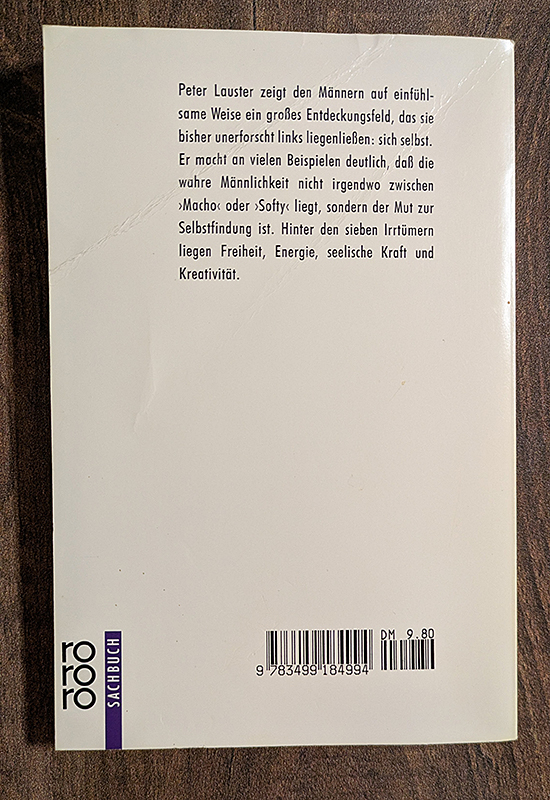 Peter Lauster zeigt den Männern auf einfühl-
same Weise ein großes Entdeckungsfeld, das sie
bisher unerforscht links liegenließen: sich selbst.
Er macht an vielen Beispielen deutlich, daß die
wahre Männlichkeit nicht irgendwo zwischen
›Macho‹ oder ›Softy‹ liegt, sondern der Mut zur
Selbstfindung ist. Hinter den sieben Irrtümern
liegen Freiheit, Energie, seelische Kraft und
Kreativität.
ro
ro
ro
SACHBUCH
DM 9.80
9 783499 184994